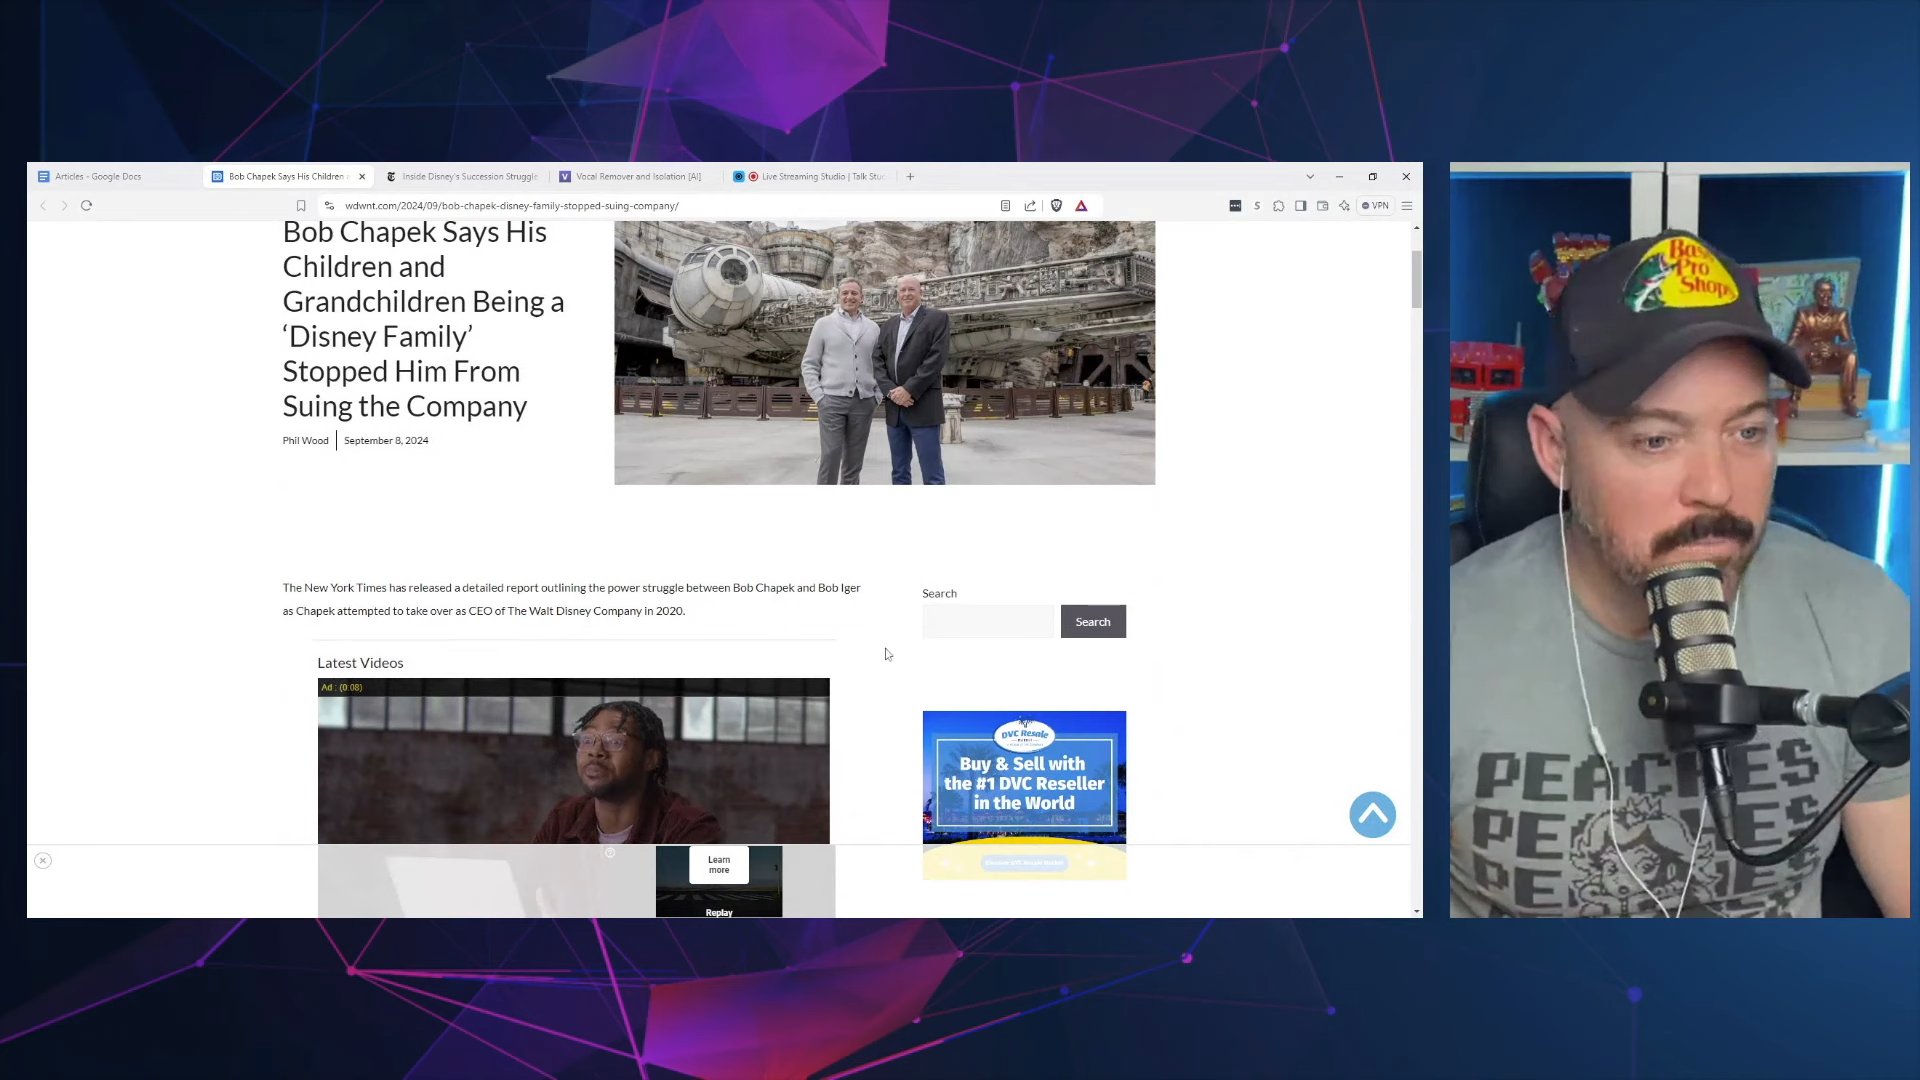 Articles - Google Docs
Bob Chapek Says His Children
Inside Disney's Succession Struggle
Vocal Remover and Isolation [AI]
Live Streaming Studio | Talk Stu
wdwnt.com/2024/09/bob-chapek-disney-family-stopped-suing-company/
VPN
Bob Chapek Says His
Children and
Grandchildren Being a
‘Disney Family’
Stopped Him From
Suing the Company
Phil Wood
September 8, 2024
The New York Times has released a detailed report outlining the power struggle between Bob Chapek and Bob Iger
as Chapek attempted to take over as CEO of The Walt Disney Company in 2020.
Search
Search
Latest Videos
Ad : (0:08)
DVC Resale
Buy & Sell with
the #1 DVC Reseller
in the World
Learn
more
Replay
Bass
Pro
Shops
PEACHES
PE
PE